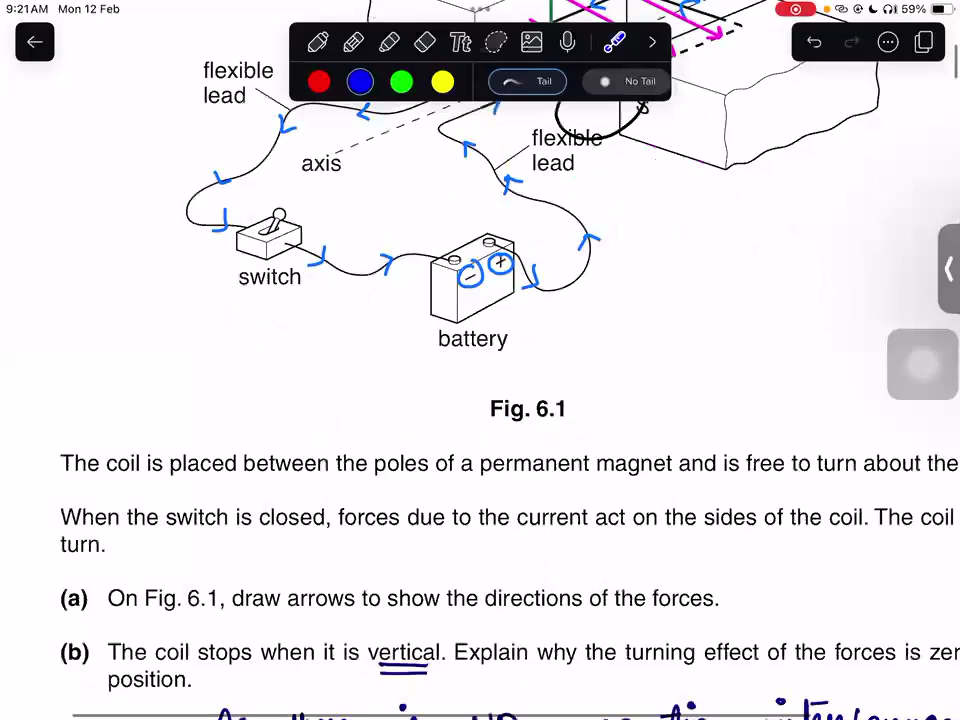 9:21AM Mon 12 Feb
59%
Tt
Tail
No Tail
flexible
lead
S
flexible
lead
axis
switch
− +
battery
Fig. 6.1
The coil is placed between the poles of a permanent magnet and is free to turn about the
When the switch is closed, forces due to the current act on the sides of the coil. The coil
turn.
(a) On Fig. 6.1, draw arrows to show the directions of the forces.
(b) The coil stops when it is vertical. Explain why the turning effect of the forces is zer
position.